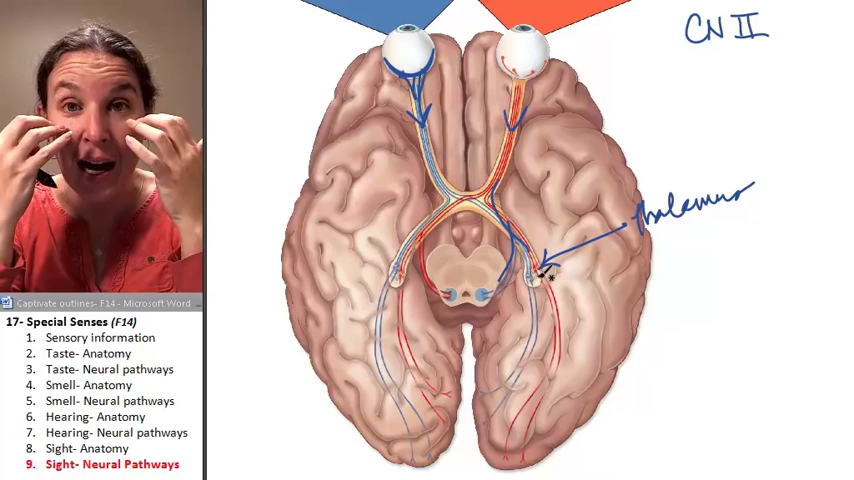 CN II
thalamus
Captivate outlines- F14 - Microsoft Word
17- Special Senses (F14)
1. Sensory information
2. Taste- Anatomy
3. Taste- Neural pathways
4. Smell- Anatomy
5. Smell- Neural pathways
6. Hearing- Anatomy
7. Hearing- Neural pathways
8. Sight- Anatomy
9. Sight- Neural Pathways